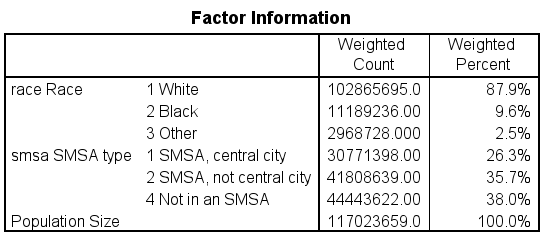 Factor Information
Weighted Count Weighted Percent
race Race 1 White 102865695.0 87.9%
2 Black 11189236.00 9.6%
3 Other 2968728.000 2.5%
smsa SMSA type 1 SMSA, central city 30771398.00 26.3%
2 SMSA, not central city 41808639.00 35.7%
4 Not in an SMSA 44443622.00 38.0%
Population Size 117023659.0 100.0%